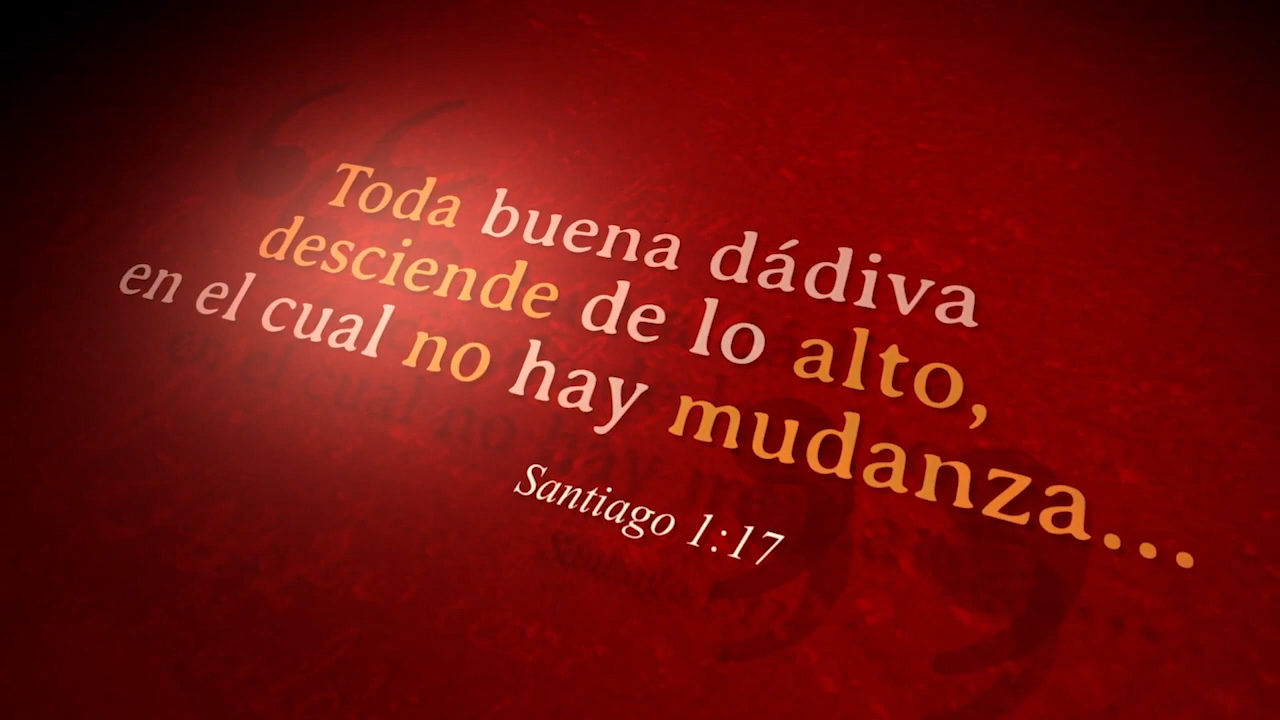 Toda buena dádiva
desciende de lo alto,
en el cual no hay mudanza...
Santiago 1:17